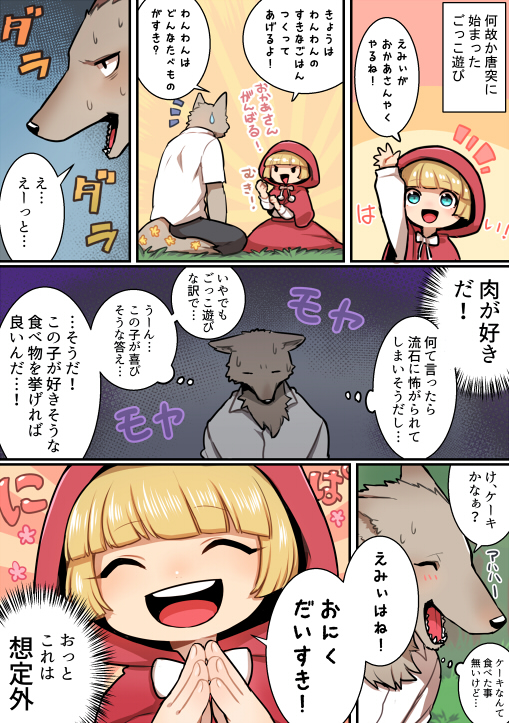 何故か唐突に
始まった
ごっこ遊び
えみぃが
おかあさんやく
やるね！
はい！
きょうは
わんわんの
すきなごはん
つくって
あげるよ！
おかあさん
がんばる！
むき！
わんわんは
どんなたべもの
がすき？
ダラ
ダラ
え…
えーっと…
肉が好き
だ！
何て言ったら
流石に怖がられて
しまいそうだし…
モヤ
モヤ
いやでも
ごっこ遊び
な訳で…
うーん…
この子が喜び
そうな答え…
…そうだ！
この子が好きそうな
食べ物を挙げれば
良いんだ…！
け、ケーキ
かなぁ？
アハハー
ケーキなんて
食べた事
無いけど…
えみぃはね！
おにく
だいすき！
にぱ
おっと
これは
想定外